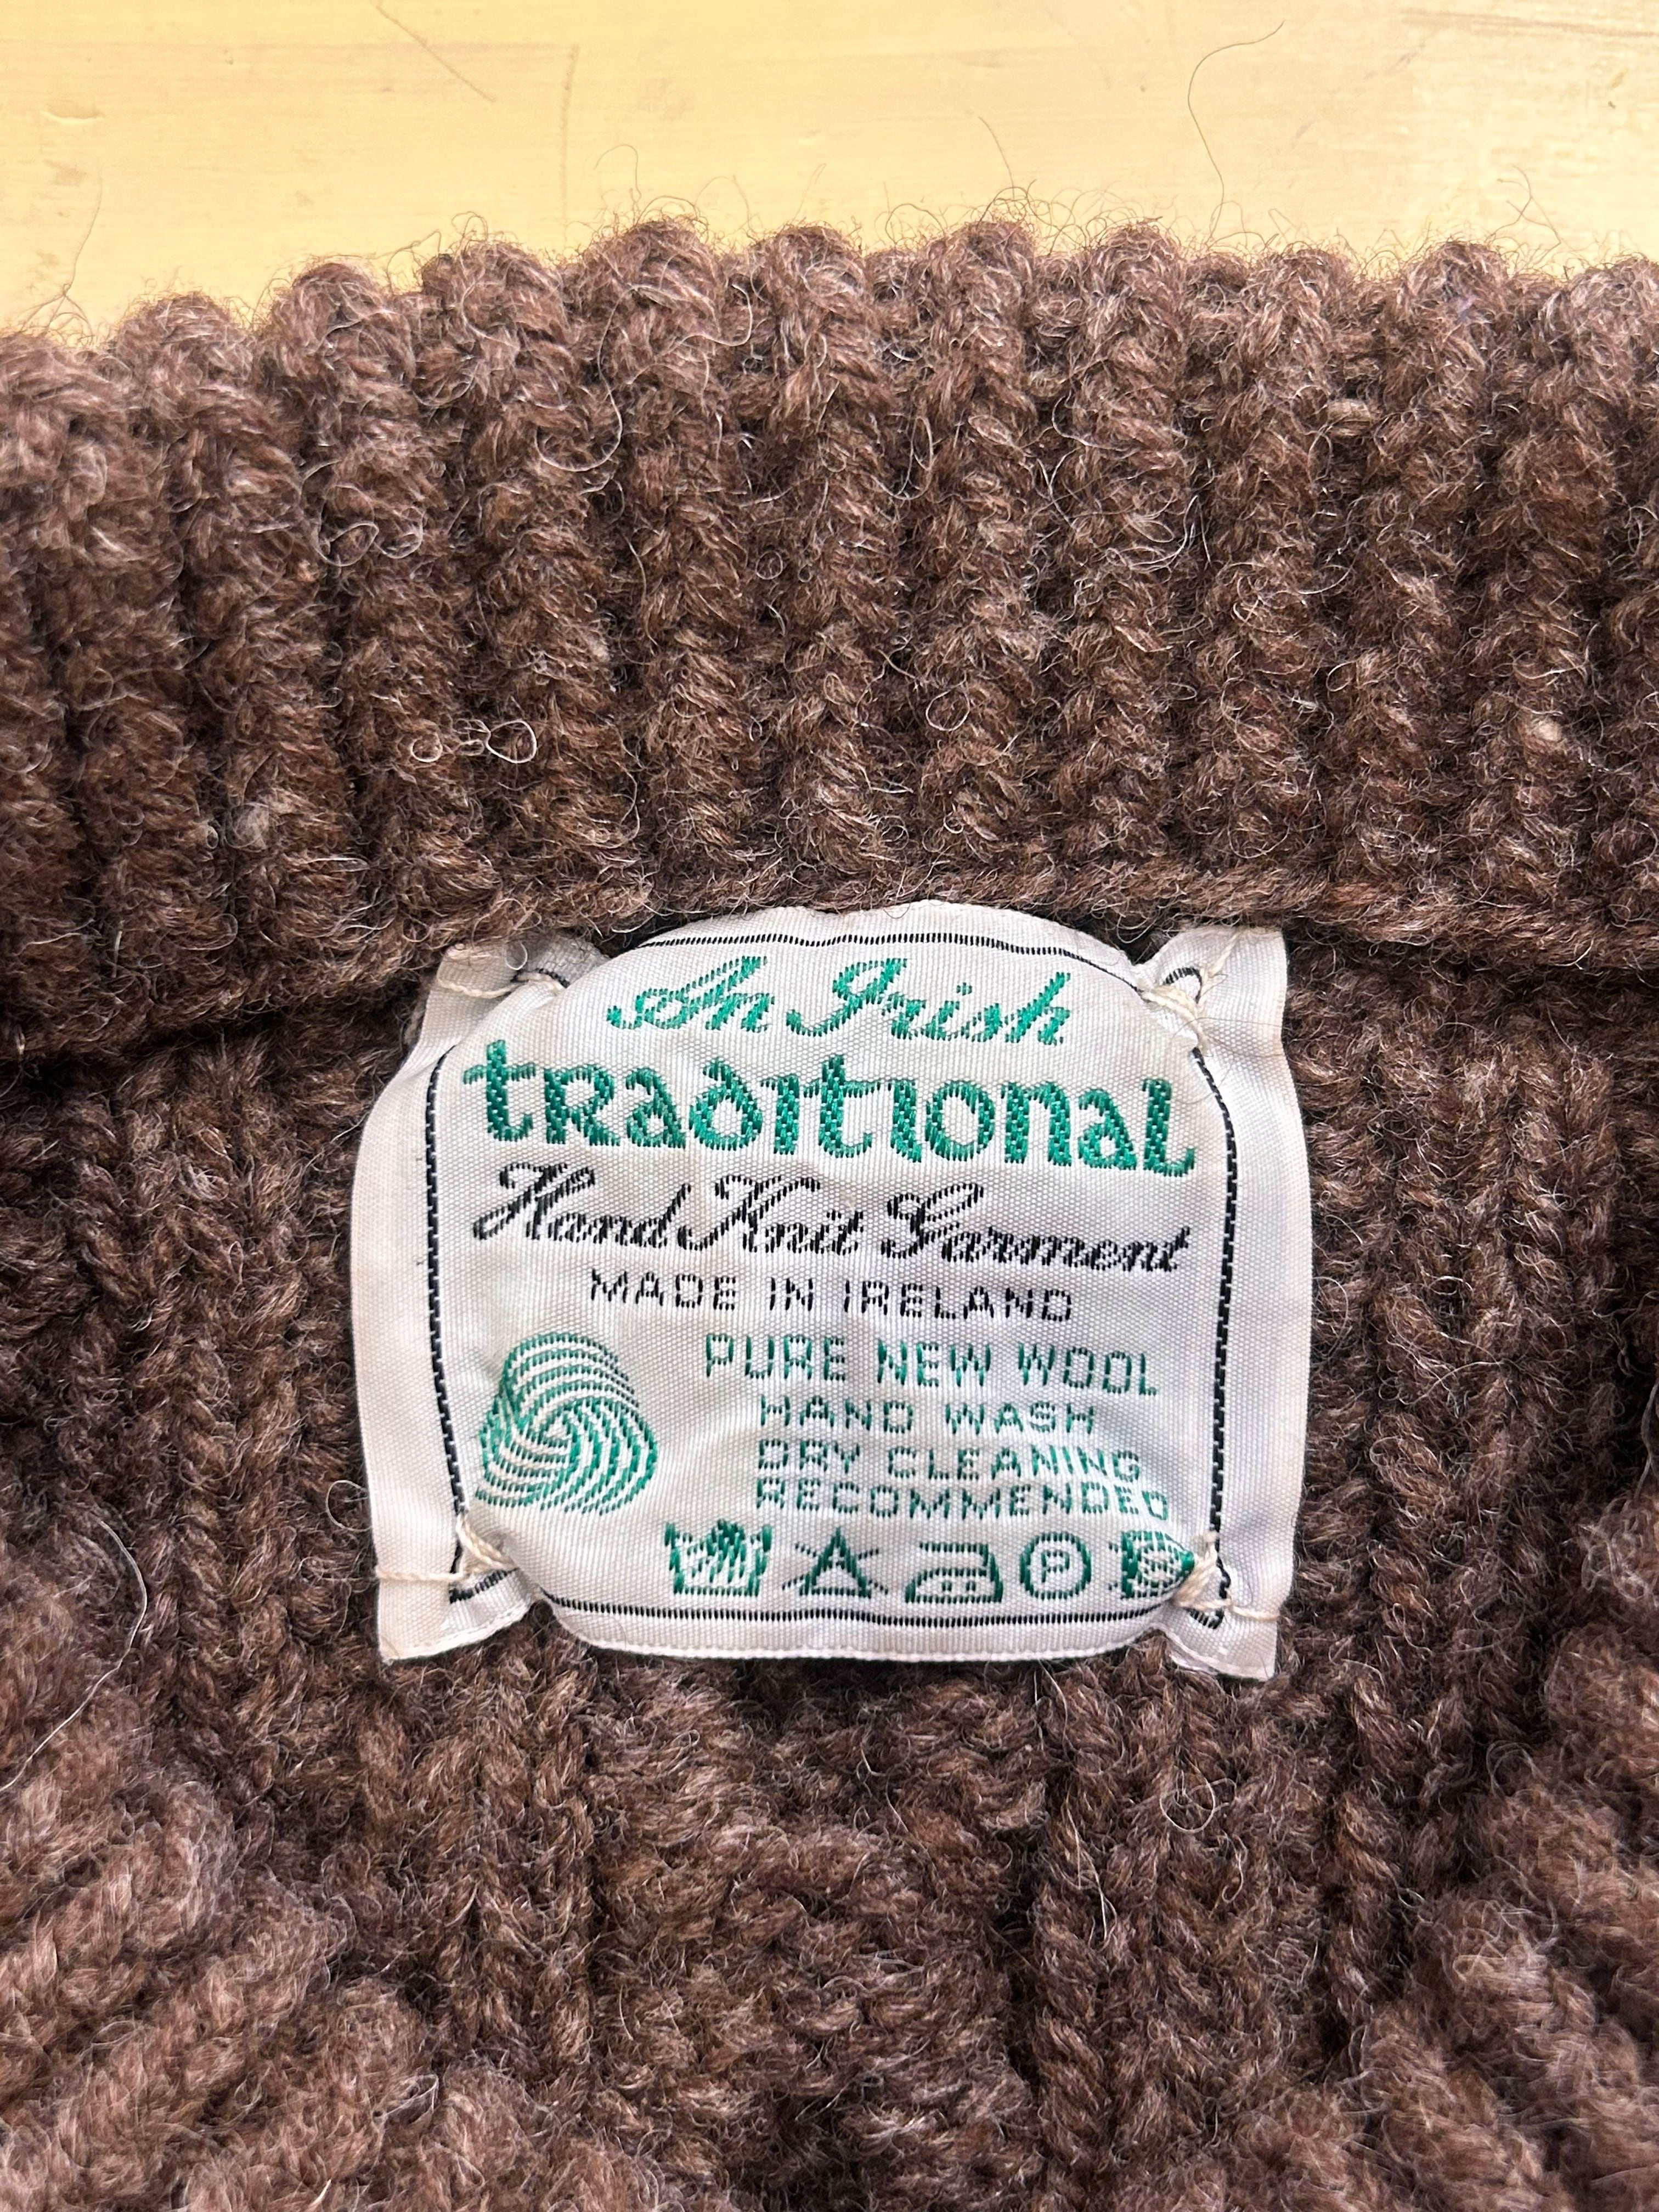 An Irish
traditional
Hand Knit Garment
MADE IN IRELAND
PURE NEW WOOL
HAND WASH
DRY CLEANING
RECOMMENDED
P